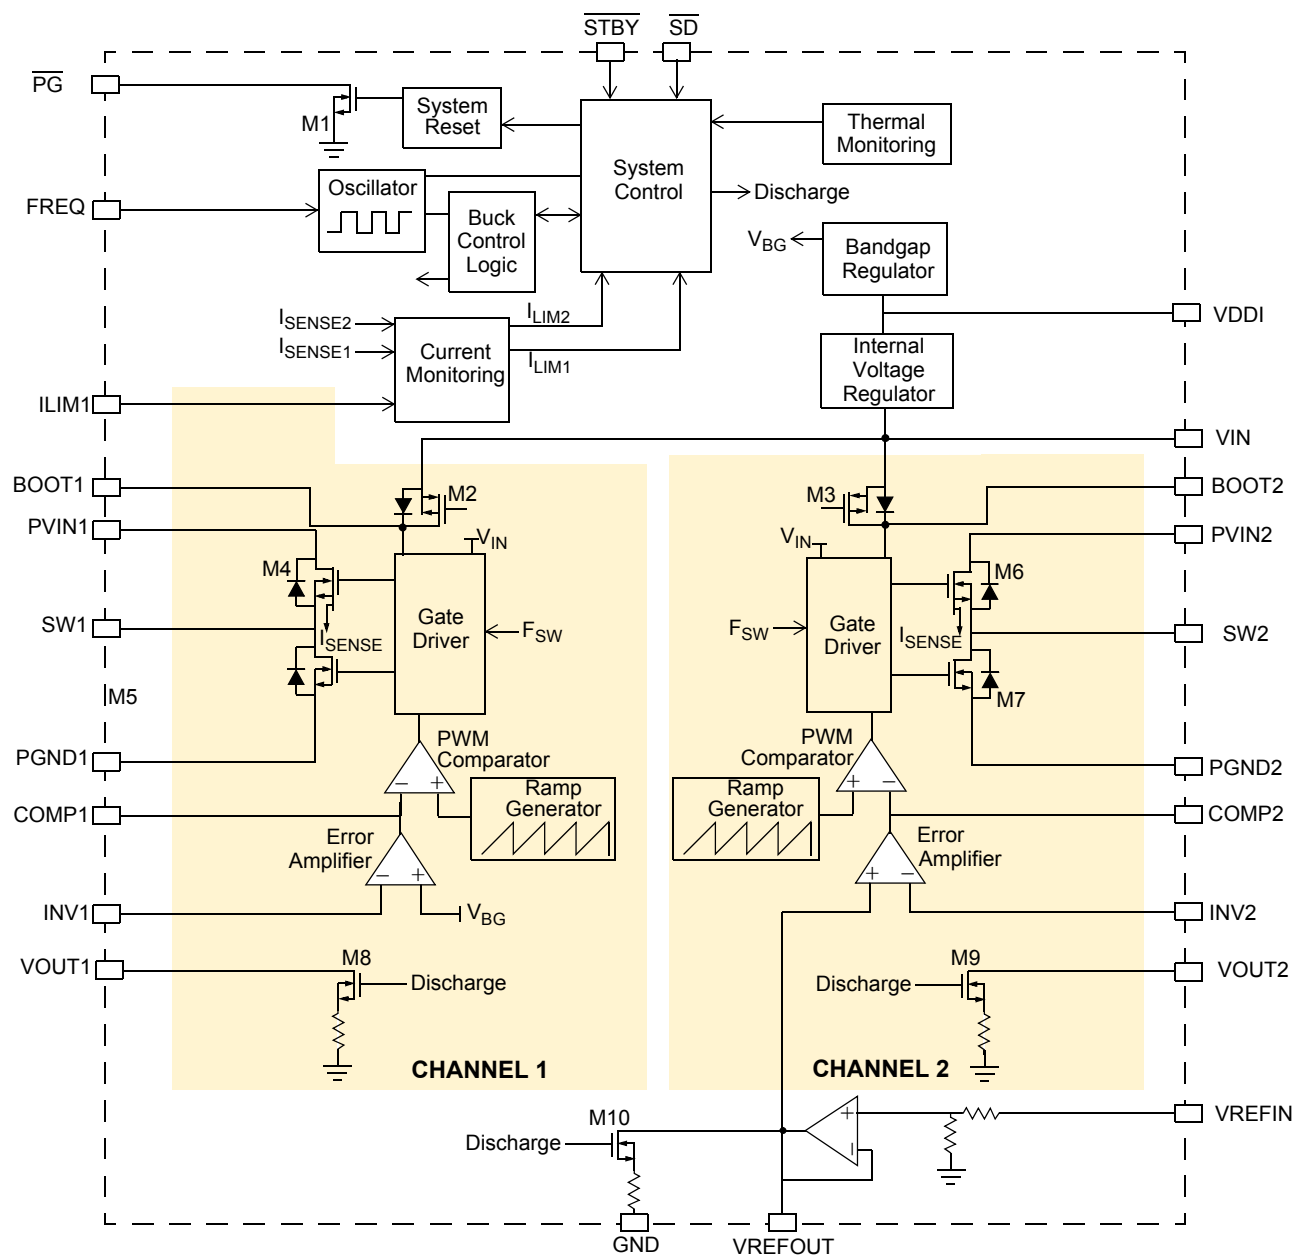 STBY
SD
PG
M1
System
Reset
System
Control
Thermal
Monitoring
FREQ
Oscillator
Buck
Control
Logic
Discharge
VBG
Bandgap
Regulator
VDDI
ISENSE2
ISENSE1
Current
Monitoring
ILIM2
ILIM1
Internal
Voltage
Regulator
ILIM1
VIN
BOOT1
M2
M3
BOOT2
PVIN1
VIN
VIN
PVIN2
M4
M6
SW1
ISENSE
Gate
Driver
FSW
FSW
Gate
Driver
ISENSE
SW2
M5
M7
PGND1
PWM
Comparator
PWM
Comparator
PGND2
COMP1
- +
Ramp
Generator
Ramp
Generator
+ -
COMP2
Error
Amplifier
Error
Amplifier
- +
+ -
INV1
VBG
INV2
VOUT1
M8
Discharge
Discharge
M9
VOUT2
CHANNEL 1
CHANNEL 2
M10
Discharge
+
-
VREFIN
GND
VREFOUT